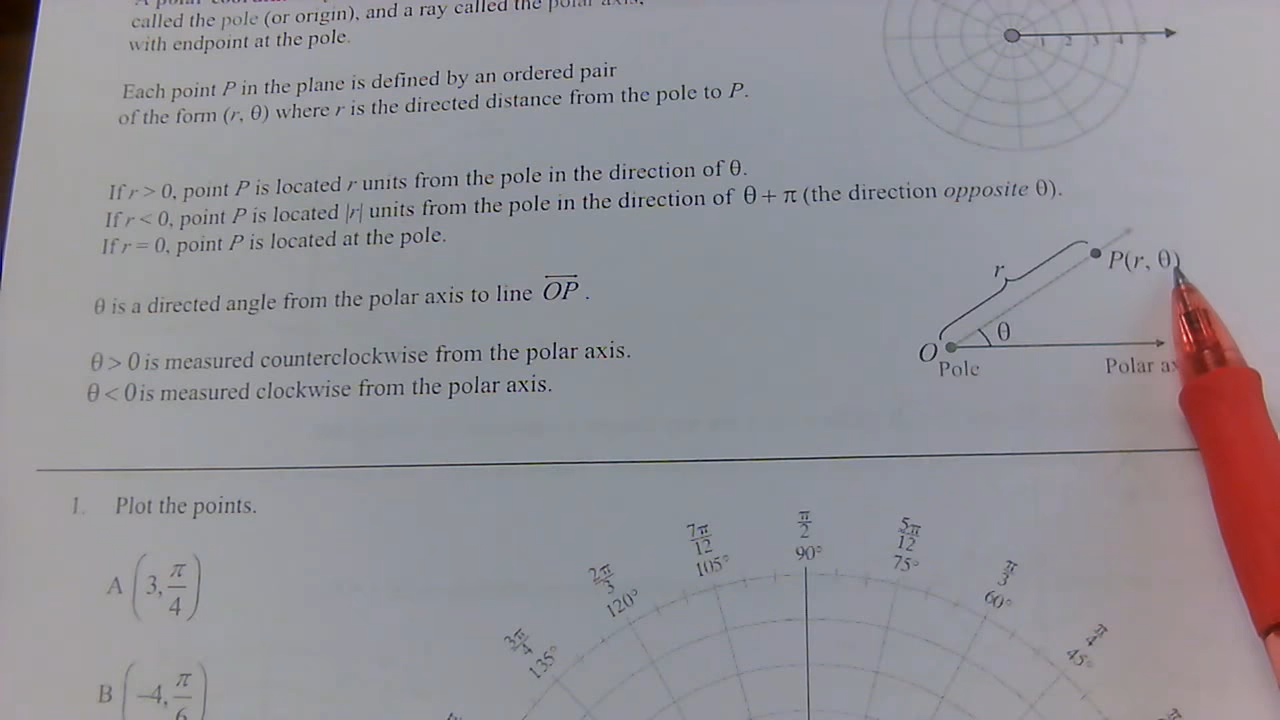 called the pole (or origin), and a ray called the polar axis,
with endpoint at the pole.
Each point P in the plane is defined by an ordered pair
of the form (r, θ) where r is the directed distance from the pole to P.
1 2 3 4 5
If r > 0, point P is located r units from the pole in the direction of θ.
If r < 0, point P is located |r| units from the pole in the direction of θ + π (the direction opposite θ).
If r = 0, point P is located at the pole.
θ is a directed angle from the polar axis to line OP.
θ > 0 is measured counterclockwise from the polar axis.
θ < 0 is measured clockwise from the polar axis.
r
P(r, θ)
θ
O
Pole
Polar
1. Plot the points.
A (3, π/4)
B (-4, π/6)
3π/4
135°
2π/3
120°
7π/12
105°
π/2
90°
5π/12
75°
π/3
60°
π/4
45°